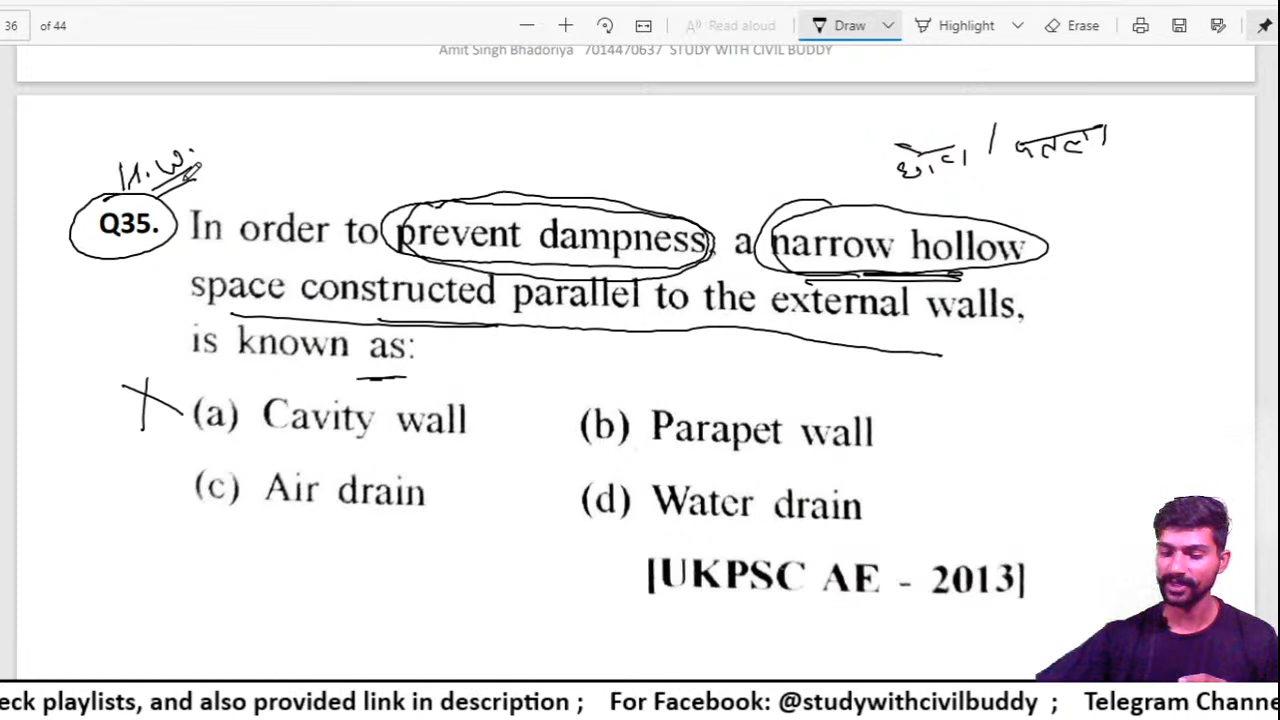 36 of 44
Read aloud
Draw
Highlight
Erase
Amit Singh Bhadoriya 7014470637 STUDY WITH CIVIL BUDDY
H.W.
Q35. In order to prevent dampness, a narrow hollow
space constructed parallel to the external walls,
is known as:
(a) Cavity wall
(b) Parapet wall
(c) Air drain
(d) Water drain
[UKPSC AE - 2013]
eck playlists, and also provided link in description ; For Facebook: @studywithcivilbuddy ; Telegram Channe